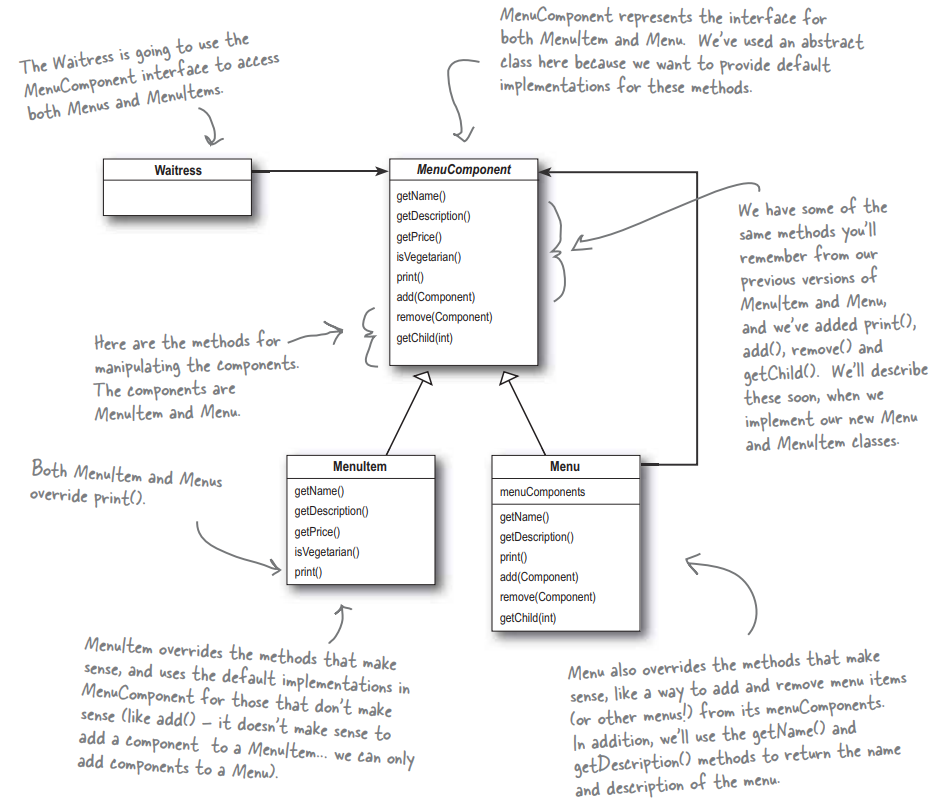 MenuComponent represents the interface for
both MenuItem and Menu. We've used an abstract
class here because we want to provide default
implementations for these methods.
The Waitress is going to use the
MenuComponent interface to access
both Menus and MenuItems.
Waitress
MenuComponent
getName()
getDescription()
getPrice()
isVegetarian()
print()
add(Component)
remove(Component)
getChild(int)
We have some of the
same methods you'll
remember from our
previous versions of
MenuItem and Menu,
and we've added print(),
add(), remove() and
getChild(). We'll describe
these soon, when we
implement our new Menu
and MenuItem classes.
Here are the methods for
manipulating the components.
The components are
MenuItem and Menu.
Both MenuItem and Menus
override print().
MenuItem
getName()
getDescription()
getPrice()
isVegetarian()
print()
Menu
menuComponents
getName()
getDescription()
print()
add(Component)
remove(Component)
getChild(int)
MenuItem overrides the methods that make
sense, and uses the default implementations in
MenuComponent for those that don't make
sense (like add() – it doesn't make sense to
add a component to a MenuItem... we can only
add components to a Menu).
Menu also overrides the methods that make
sense, like a way to add and remove menu items
(or other menus!) from its menuComponents.
In addition, we'll use the getName() and
getDescription() methods to return the name
and description of the menu.